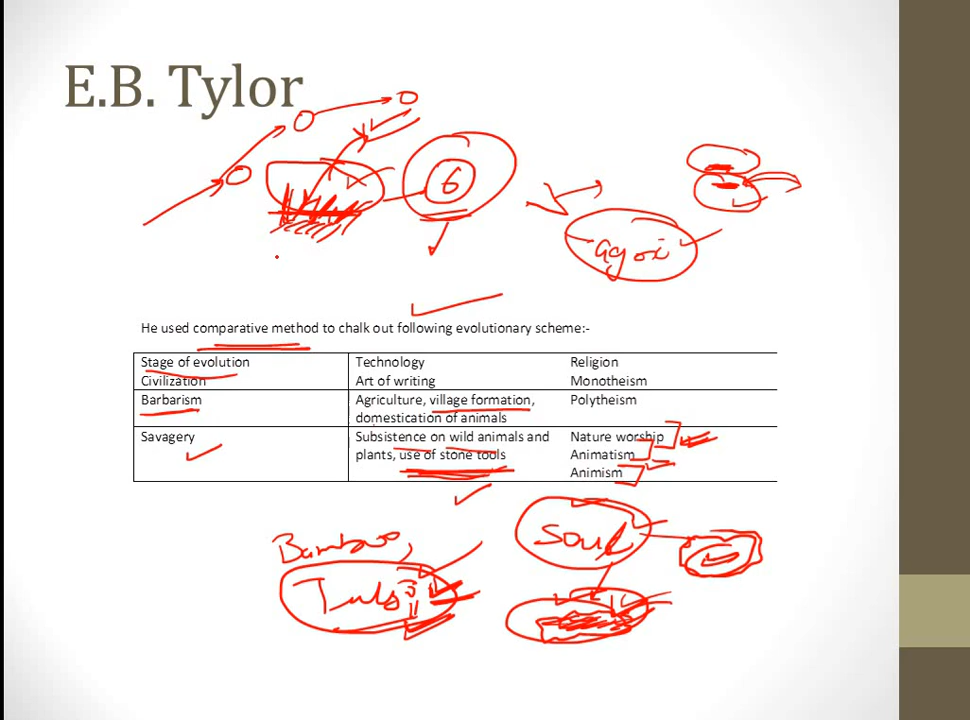 E.B. Tylor
6
He used comparative method to chalk out following evolutionary scheme:-
Stage of evolution Technology Religion
Civilization Art of writing Monotheism
Barbarism Agriculture, village formation, Polytheism
domestication of animals
Savagery Subsistence on wild animals and Nature worship
plants, use of stone tools Animatism
Animism
Soul